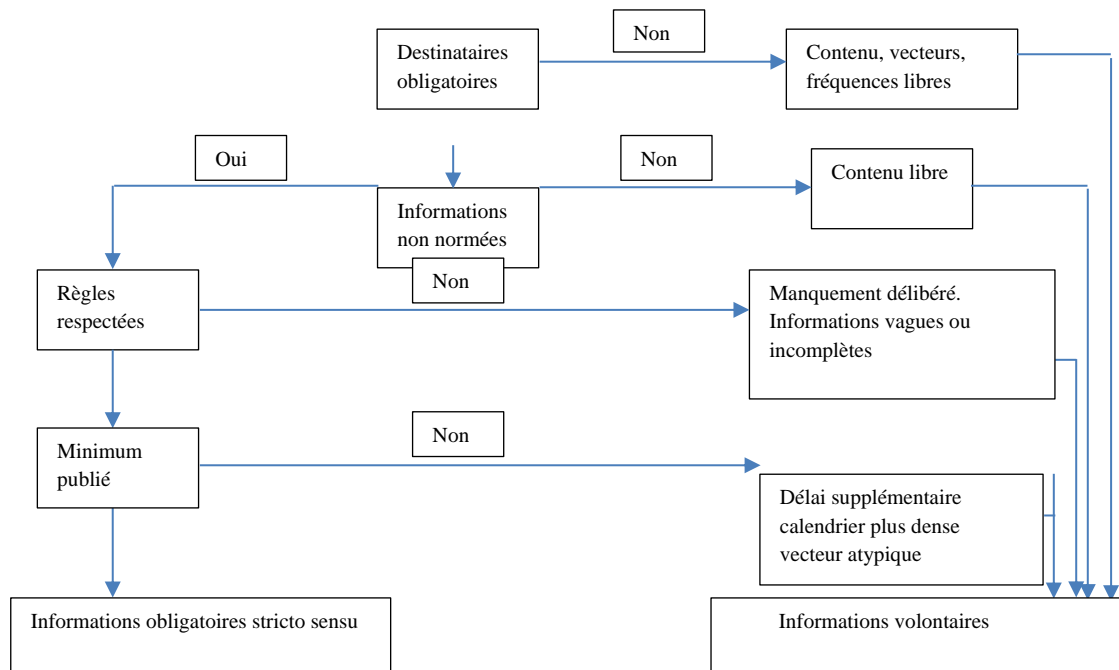 Non
Destinataires
obligatoires
Contenu, vecteurs,
fréquences libres
Oui
Non
Contenu libre
Informations
non normées
Non
Règles
respectées
Manquement délibéré.
Informations vagues ou
incomplètes
Non
Minimum
publié
Délai supplémentaire
calendrier plus dense
vecteur atypique
Informations obligatoires stricto sensu
Informations volontaires